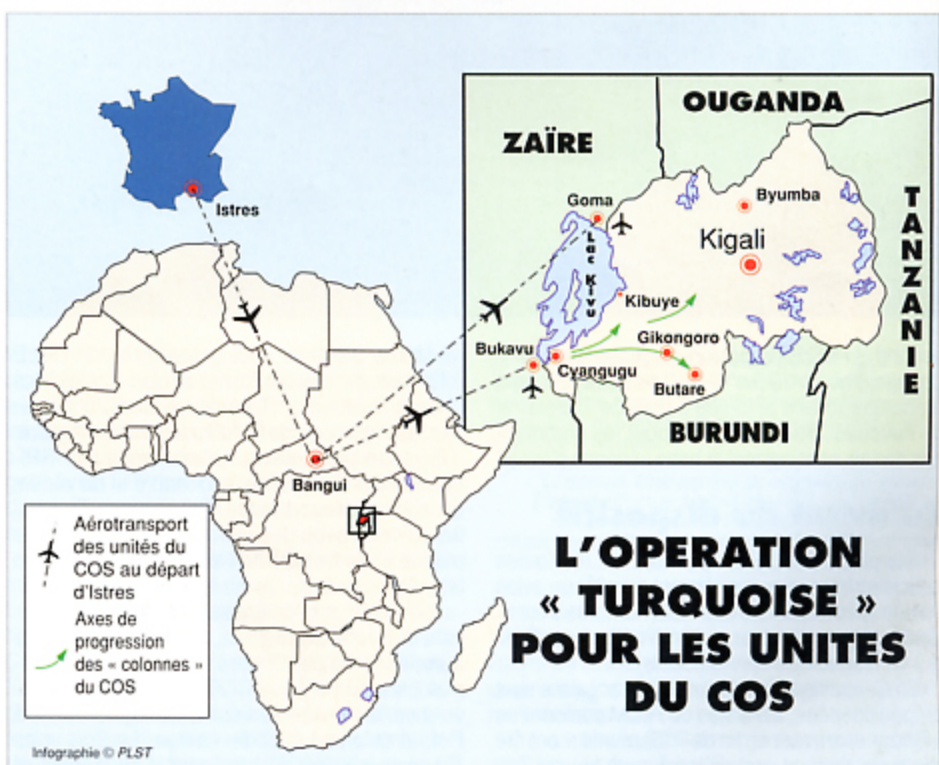 Istres
Bangui
ZAÏRE
OUGANDA
TANZANIE
BURUNDI
Goma
Byumba
Kigali
Lac Kivu
Kibuye
Bukavu
Cyangugu
Gikongoro
Butare
Aérotransport
des unités du
COS au départ
d'Istres
Axes de
progression
des « colonnes »
du COS
L'OPERATION
« TURQUOISE »
POUR LES UNITES
DU COS
Infographie © PLST